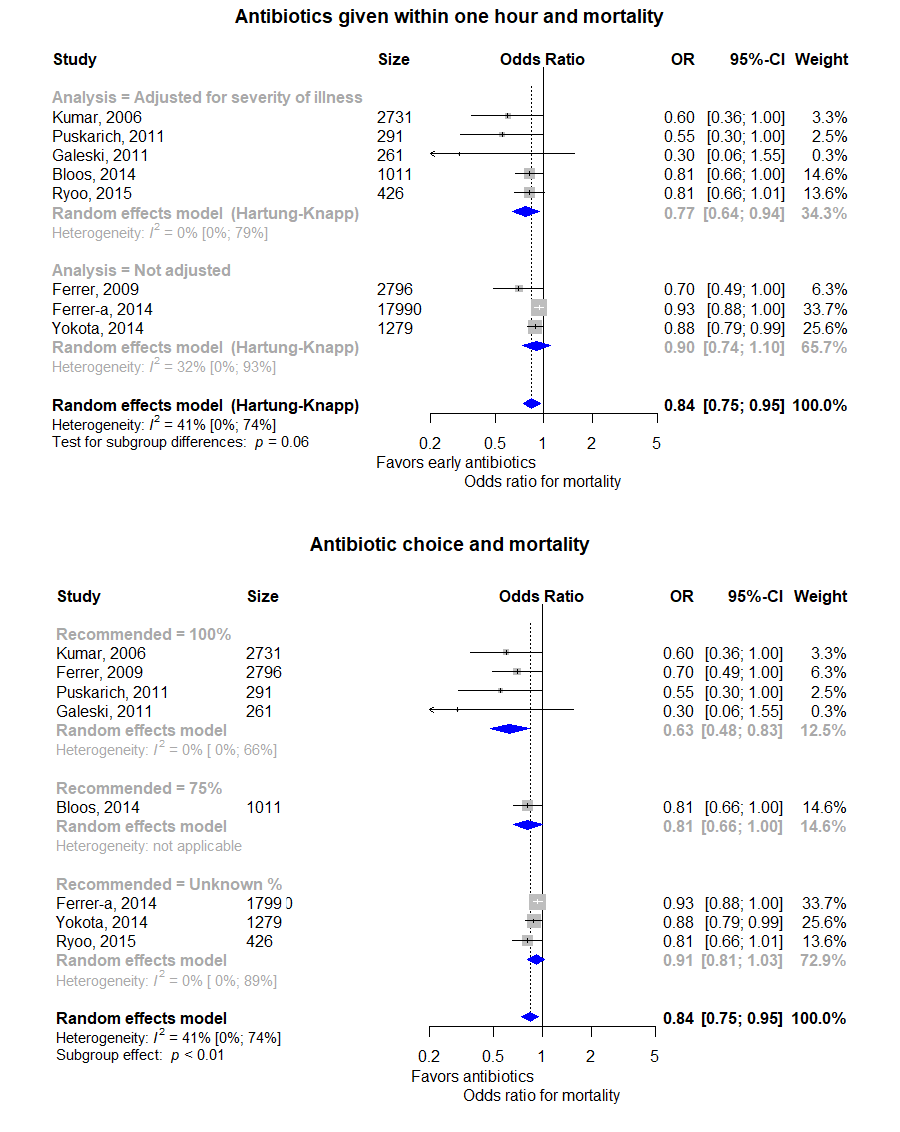 Antibiotics given within one hour and mortality
Study Size Odds Ratio OR 95%-CI Weight
Analysis = Adjusted for severity of illness
Kumar, 2006 2731 0.60 [0.36; 1.00] 3.3%
Puskarich, 2011 291 0.55 [0.30; 1.00] 2.5%
Galeski, 2011 261 0.30 [0.06; 1.55] 0.3%
Bloos, 2014 1011 0.81 [0.66; 1.00] 14.6%
Ryoo, 2015 426 0.81 [0.66; 1.01] 13.6%
Random effects model (Hartung-Knapp) 0.77 [0.64; 0.94] 34.3%
Heterogeneity: I² = 0% [0%; 79%]
Analysis = Not adjusted
Ferrer, 2009 2796 0.70 [0.49; 1.00] 6.3%
Ferrer-a, 2014 17990 0.93 [0.88; 1.00] 33.7%
Yokota, 2014 1279 0.88 [0.79; 0.99] 25.6%
Random effects model (Hartung-Knapp) 0.90 [0.74; 1.10] 65.7%
Heterogeneity: I² = 32% [0%; 93%]
Random effects model (Hartung-Knapp) 0.84 [0.75; 0.95] 100.0%
Heterogeneity: I² = 41% [0%; 74%]
Test for subgroup differences: p = 0.06
0.2 0.5 1 2 5
Favors early antibiotics
Odds ratio for mortality
Antibiotic choice and mortality
Study Size Odds Ratio OR 95%-CI Weight
Recommended = 100%
Kumar, 2006 2731 0.60 [0.36; 1.00] 3.3%
Ferrer, 2009 2796 0.70 [0.49; 1.00] 6.3%
Puskarich, 2011 291 0.55 [0.30; 1.00] 2.5%
Galeski, 2011 261 0.30 [0.06; 1.55] 0.3%
Random effects model 0.63 [0.48; 0.83] 12.5%
Heterogeneity: I² = 0% [ 0%; 66%]
Recommended = 75%
Bloos, 2014 1011 0.81 [0.66; 1.00] 14.6%
Random effects model 0.81 [0.66; 1.00] 14.6%
Heterogeneity: not applicable
Recommended = Unknown %
Ferrer-a, 2014 17990 0.93 [0.88; 1.00] 33.7%
Yokota, 2014 1279 0.88 [0.79; 0.99] 25.6%
Ryoo, 2015 426 0.81 [0.66; 1.01] 13.6%
Random effects model 0.91 [0.81; 1.03] 72.9%
Heterogeneity: I² = 0% [ 0%; 89%]
Random effects model 0.84 [0.75; 0.95] 100.0%
Heterogeneity: I² = 41% [0%; 74%]
Subgroup effect: p < 0.01
0.2 0.5 1 2 5
Favors antibiotics
Odds ratio for mortality